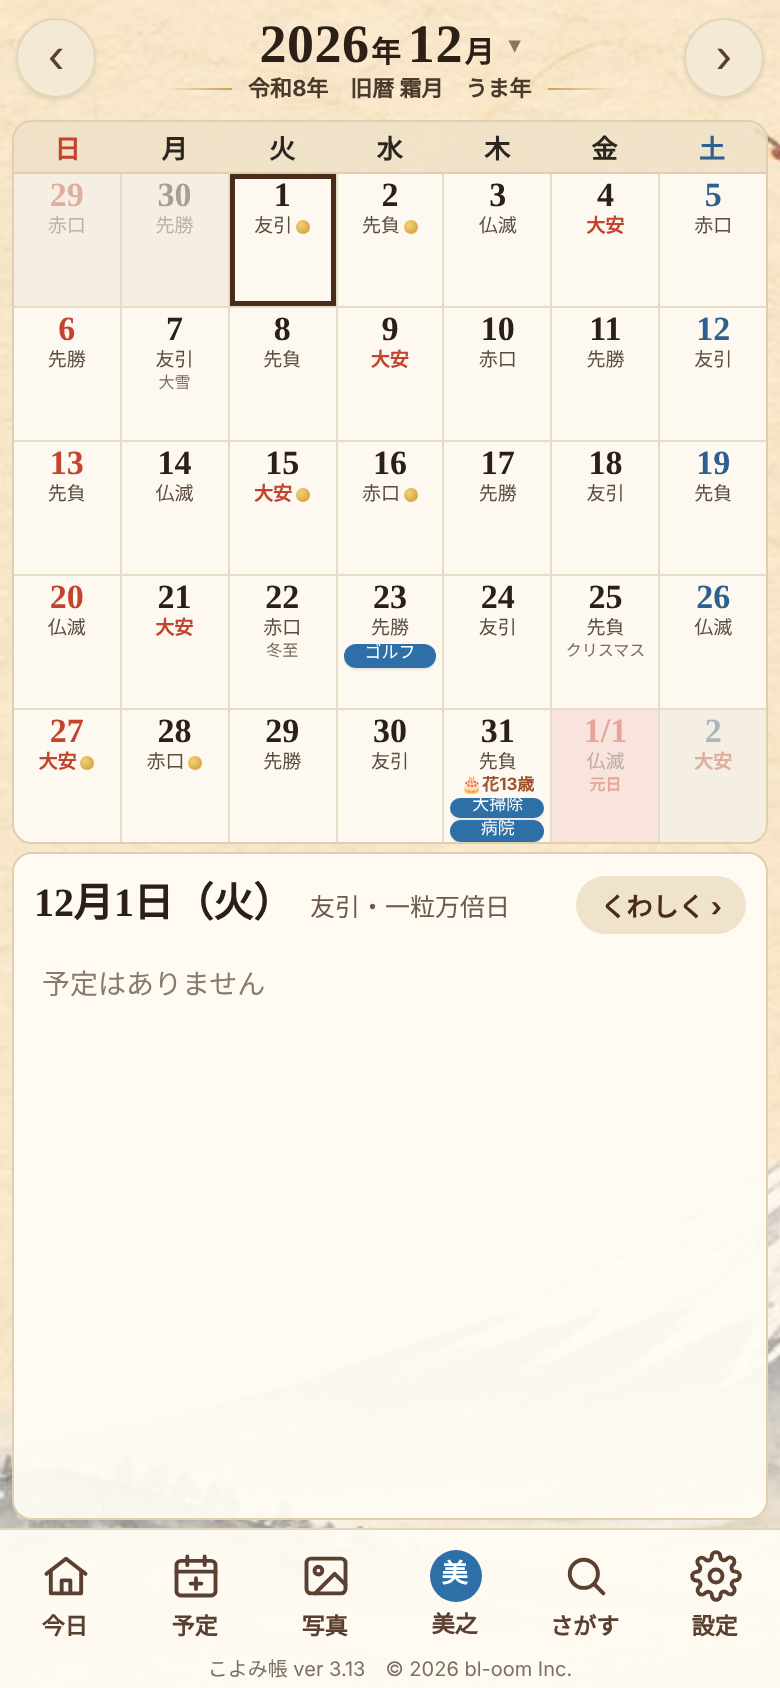 ‹ 2026年 12月 ▼ ›
令和8年 旧暦 霜月 うま年
日 月 火 水 木 金 土
29 30 1 2 3 4 5
赤口 先勝 友引 先負 仏滅 大安 赤口
6 7 8 9 10 11 12
先勝 友引 先負 大安 赤口 先勝 友引
大雪
13 14 15 16 17 18 19
先負 仏滅 大安 赤口 先勝 友引 先負
20 21 22 23 24 25 26
仏滅 大安 赤口 先勝 友引 先負 仏滅
冬至 ゴルフ クリスマス
27 28 29 30 31 1/1 2
大安 赤口 先勝 友引 先負 仏滅 大安
🎂花13歳 元日
大掃除
病院
12月1日（火） 友引・一粒万倍日 くわしく ›
予定はありません
美
今日 予定 写真 美之 さがす 設定
こよみ帳 ver 3.13 © 2026 bl-oom Inc.